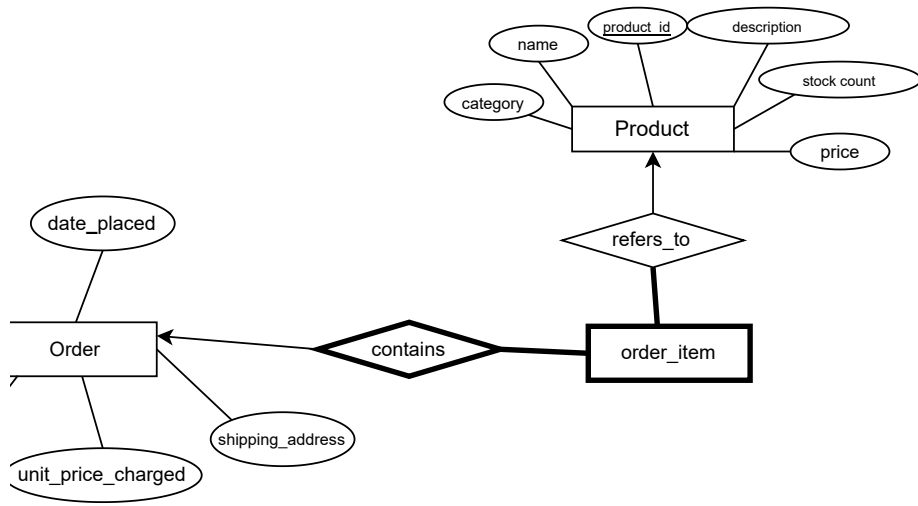 product_id
description
name
stock count
category
Product
price
date_placed
refers_to
Order
contains
order_item
shipping_address
unit_price_charged